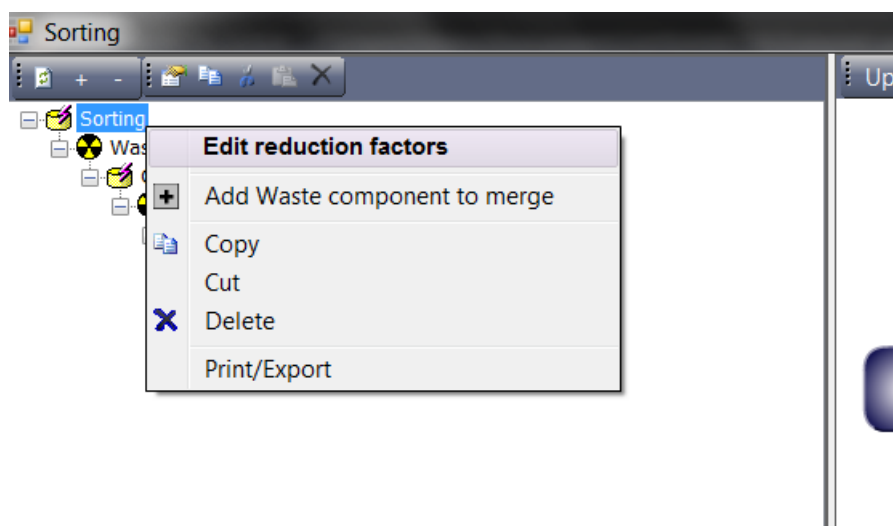 Sorting
Up
Sorting
Edit reduction factors
Add Waste component to merge
Copy
Cut
Delete
Print/Export